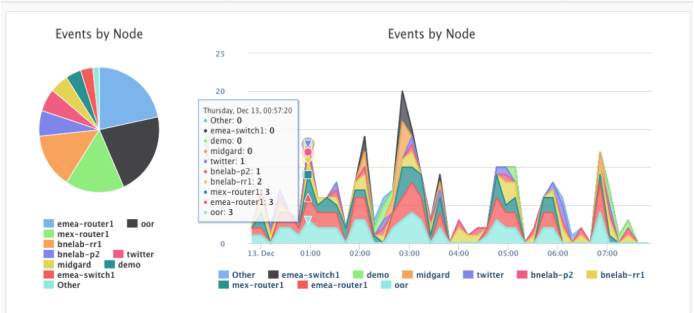 Events by Node
emea-router1 oor
mex-router1
bnelab-rr1
bnelab-p2 twitter
midgard demo
emea-switch1
Other
Events by Node
25
20
0
Thursday, Dec 13, 00:57:20
Other: 0
emea-switch1: 0
demo: 0
midgard: 0
twitter: 1
bnelab-p2: 1
bnelab-rr1: 2
mex-router1: 3
emea-router1: 3
oor: 3
13. Dec 01:00 02:00 03:00 04:00 05:00 06:00 07:00
Other emea-switch1 demo midgard twitter bnelab-p2 bnelab-rr1
mex-router1 emea-router1 oor